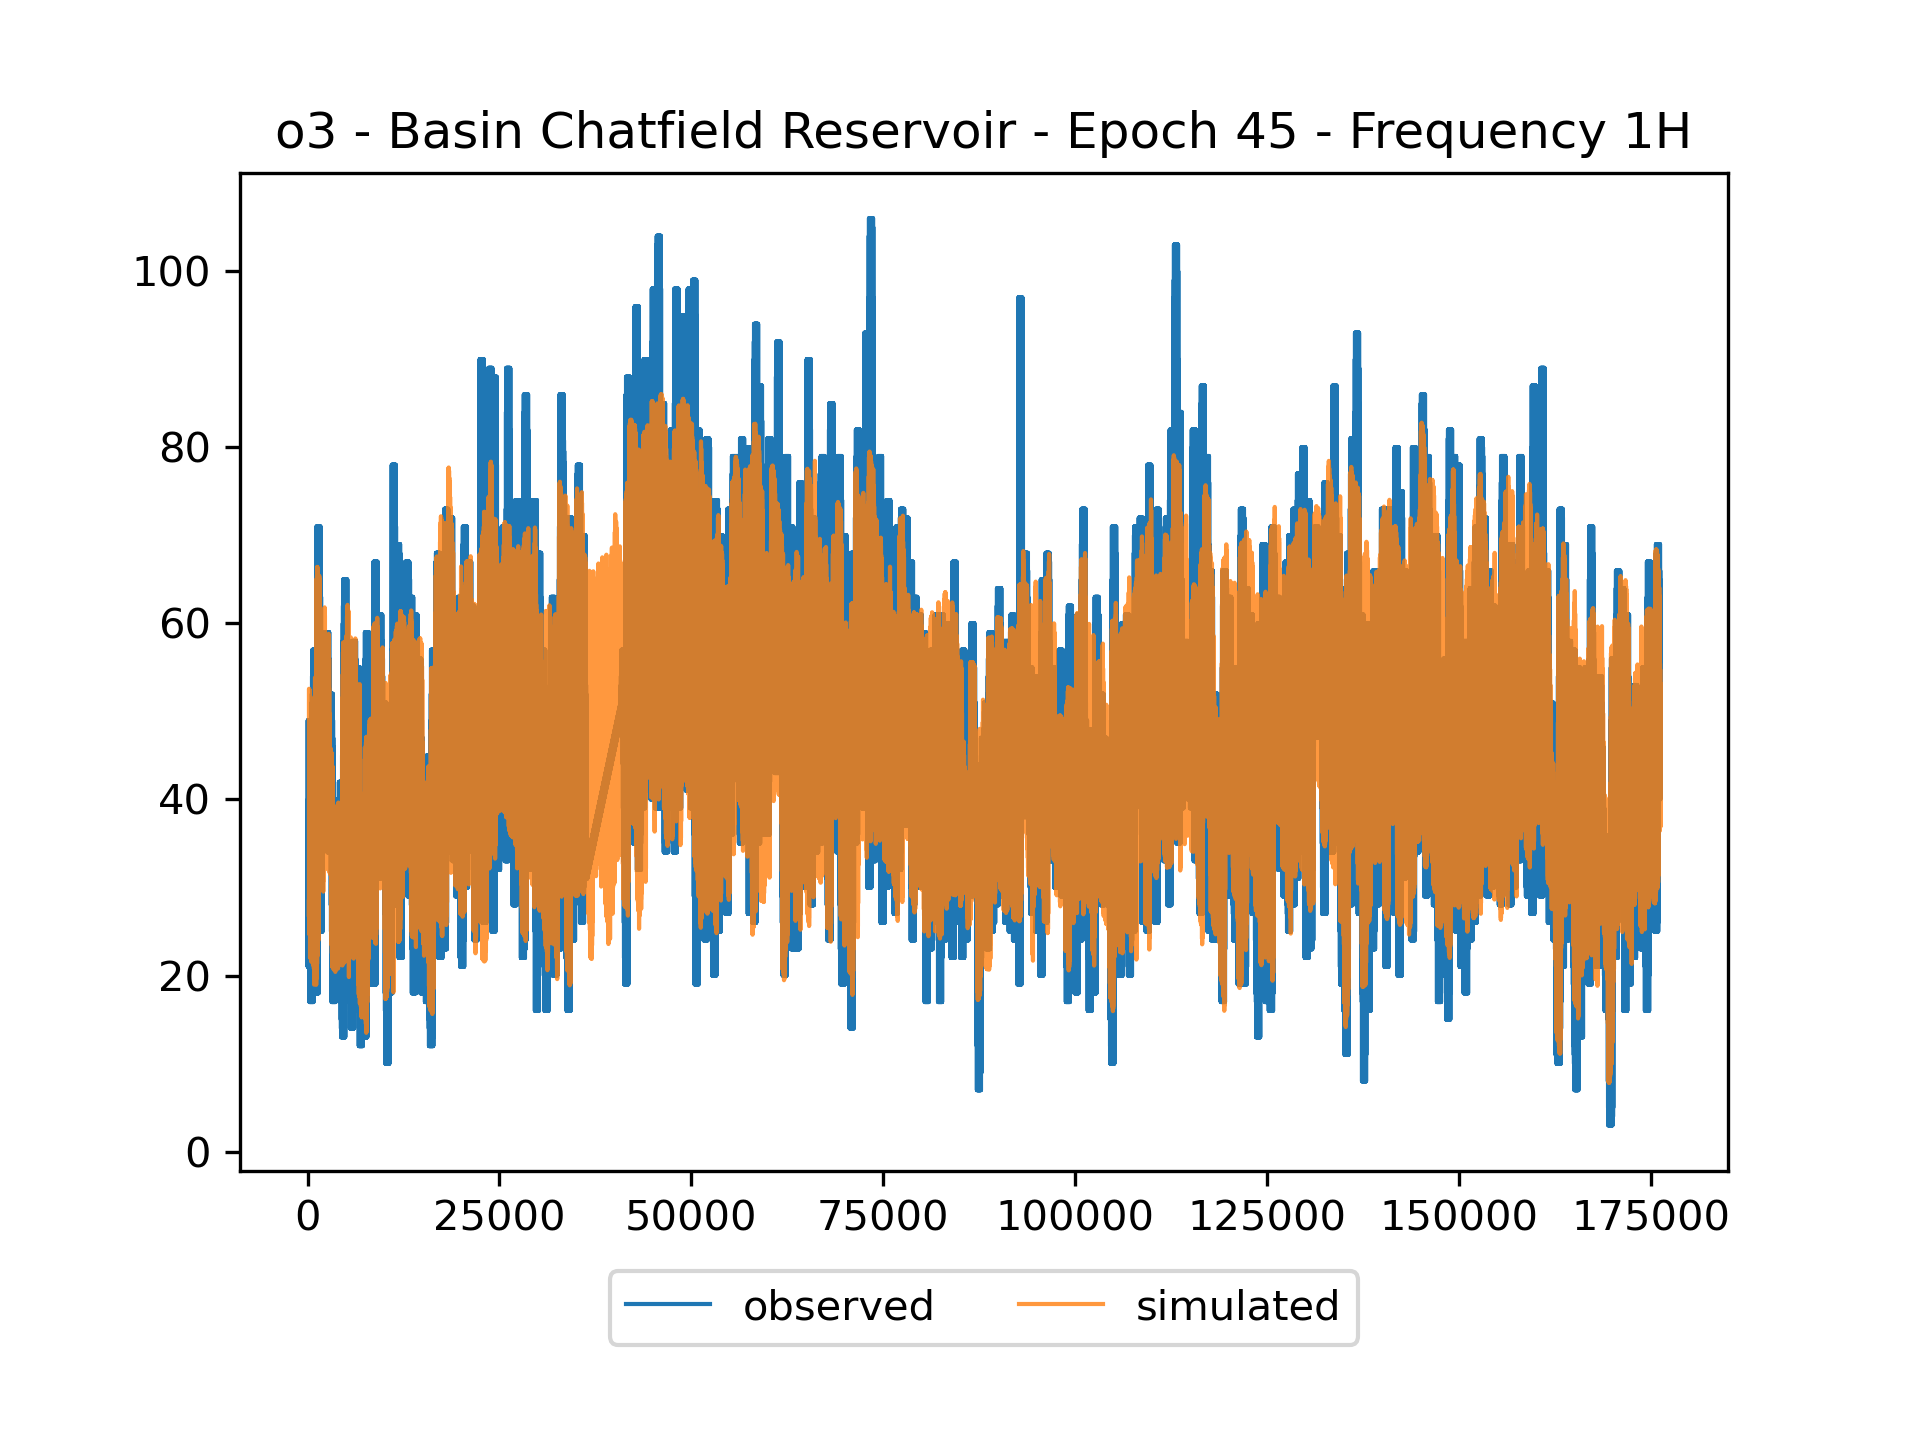 o3 - Basin Chatfield Reservoir - Epoch 45 - Frequency 1H
100
80
60
40
20
0
0 25000 50000 75000 100000 125000 150000 175000
observed simulated